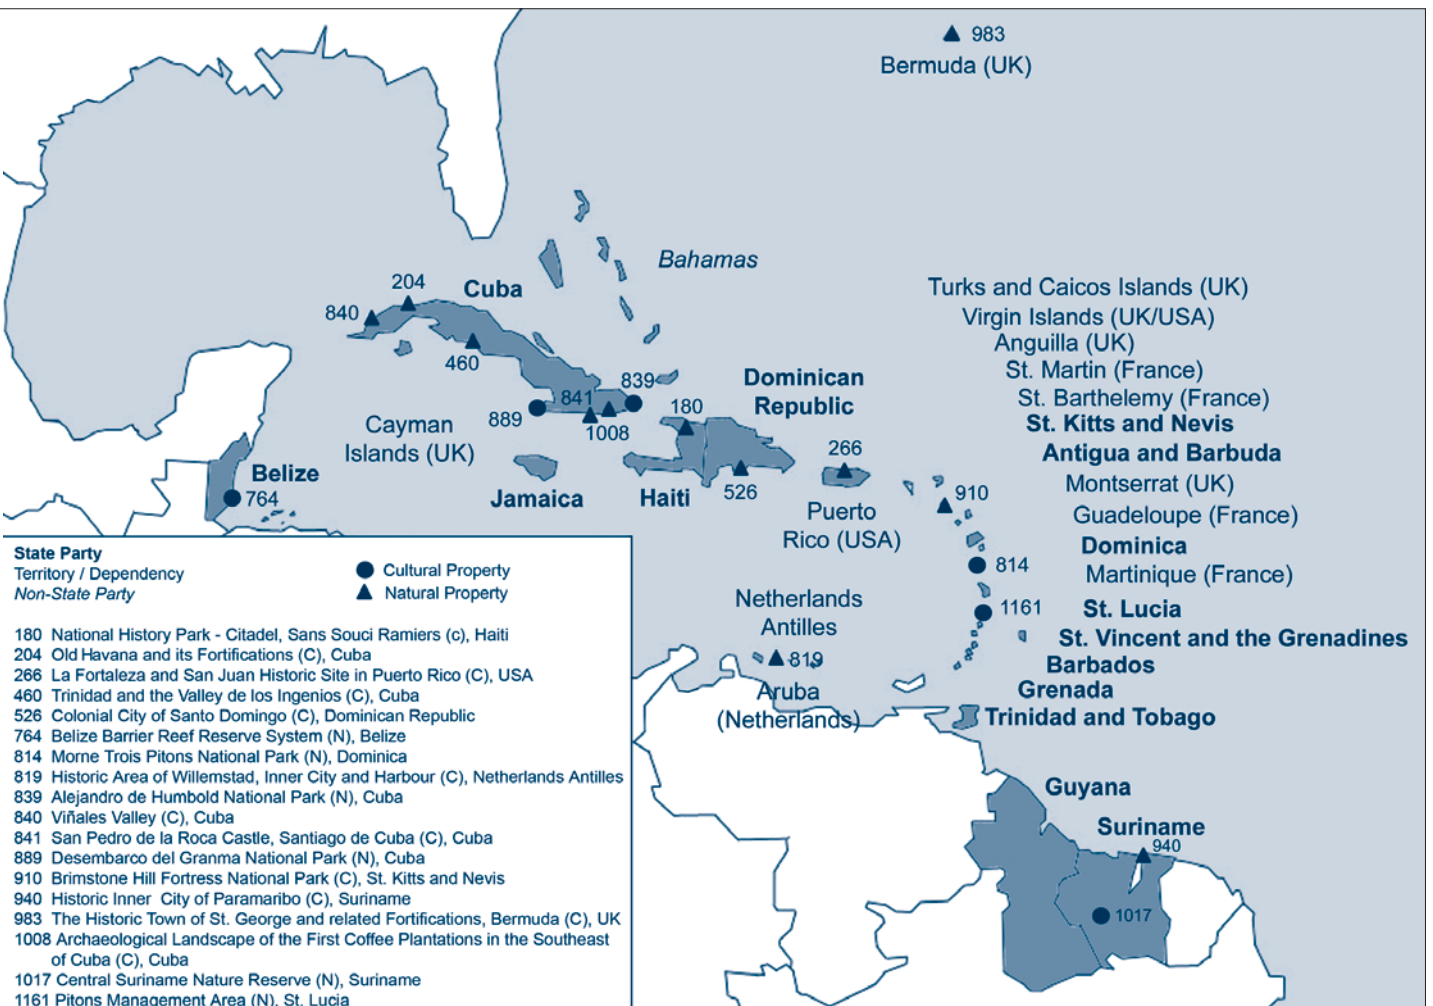 983
Bermuda (UK)
Bahamas
204
Cuba
840
460
Turks and Caicos Islands (UK)
Virgin Islands (UK/USA)
Anguilla (UK)
St. Martin (France)
St. Barthelemy (France)
St. Kitts and Nevis
Antigua and Barbuda
Montserrat (UK)
Guadeloupe (France)
Dominica
Martinique (France)
St. Lucia
St. Vincent and the Grenadines
Barbados
Grenada
Trinidad and Tobago
839
841
889
1008
Dominican
Republic
180
Cayman
Islands (UK)
266
Belize
764
Jamaica
Haiti
526
910
Puerto
Rico (USA)
814
1161
Netherlands
Antilles
819
Aruba
(Netherlands)
Guyana
Suriname
940
1017
State Party
Territory / Dependency
Non-State Party
Cultural Property
Natural Property
180 National History Park - Citadel, Sans Souci Ramiers (c), Haiti
204 Old Havana and its Fortifications (C), Cuba
266 La Fortaleza and San Juan Historic Site in Puerto Rico (C), USA
460 Trinidad and the Valley de los Ingenios (C), Cuba
526 Colonial City of Santo Domingo (C), Dominican Republic
764 Belize Barrier Reef Reserve System (N), Belize
814 Morne Trois Pitons National Park (N), Dominica
819 Historic Area of Willemstad, Inner City and Harbour (C), Netherlands Antilles
839 Alejandro de Humbold National Park (N), Cuba
840 Viñales Valley (C), Cuba
841 San Pedro de la Roca Castle, Santiago de Cuba (C), Cuba
889 Desembarco del Granma National Park (N), Cuba
910 Brimstone Hill Fortress National Park (C), St. Kitts and Nevis
940 Historic Inner City of Paramaribo (C), Suriname
983 The Historic Town of St. George and related Fortifications, Bermuda (C), UK
1008 Archaeological Landscape of the First Coffee Plantations in the Southeast
of Cuba (C), Cuba
1017 Central Suriname Nature Reserve (N), Suriname
1161 Pitons Management Area (N), St. Lucia